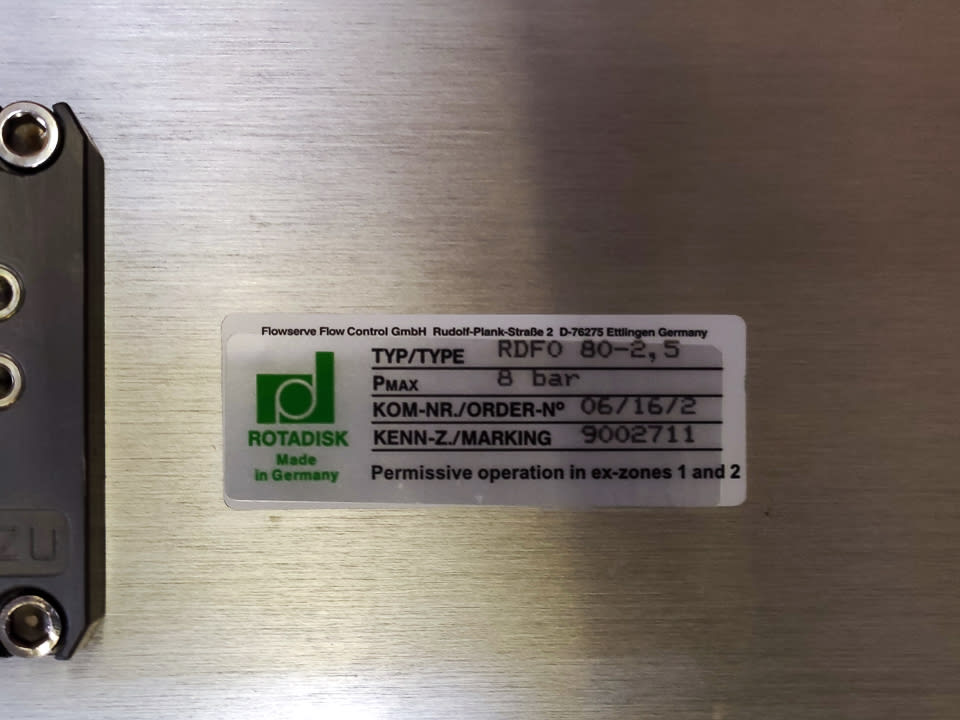 Flowserve Flow Control GmbH Rudolf-Plank-Straße 2 D-76275 Ettlingen Germany
TYP/TYPE RDFO 80-2,5
PMAX 8 bar
KOM-NR./ORDER-Nº 06/16/2
KENN-Z./MARKING 9002711
Permissive operation in ex-zones 1 and 2
rd
ROTADISK
Made
in Germany
ZU